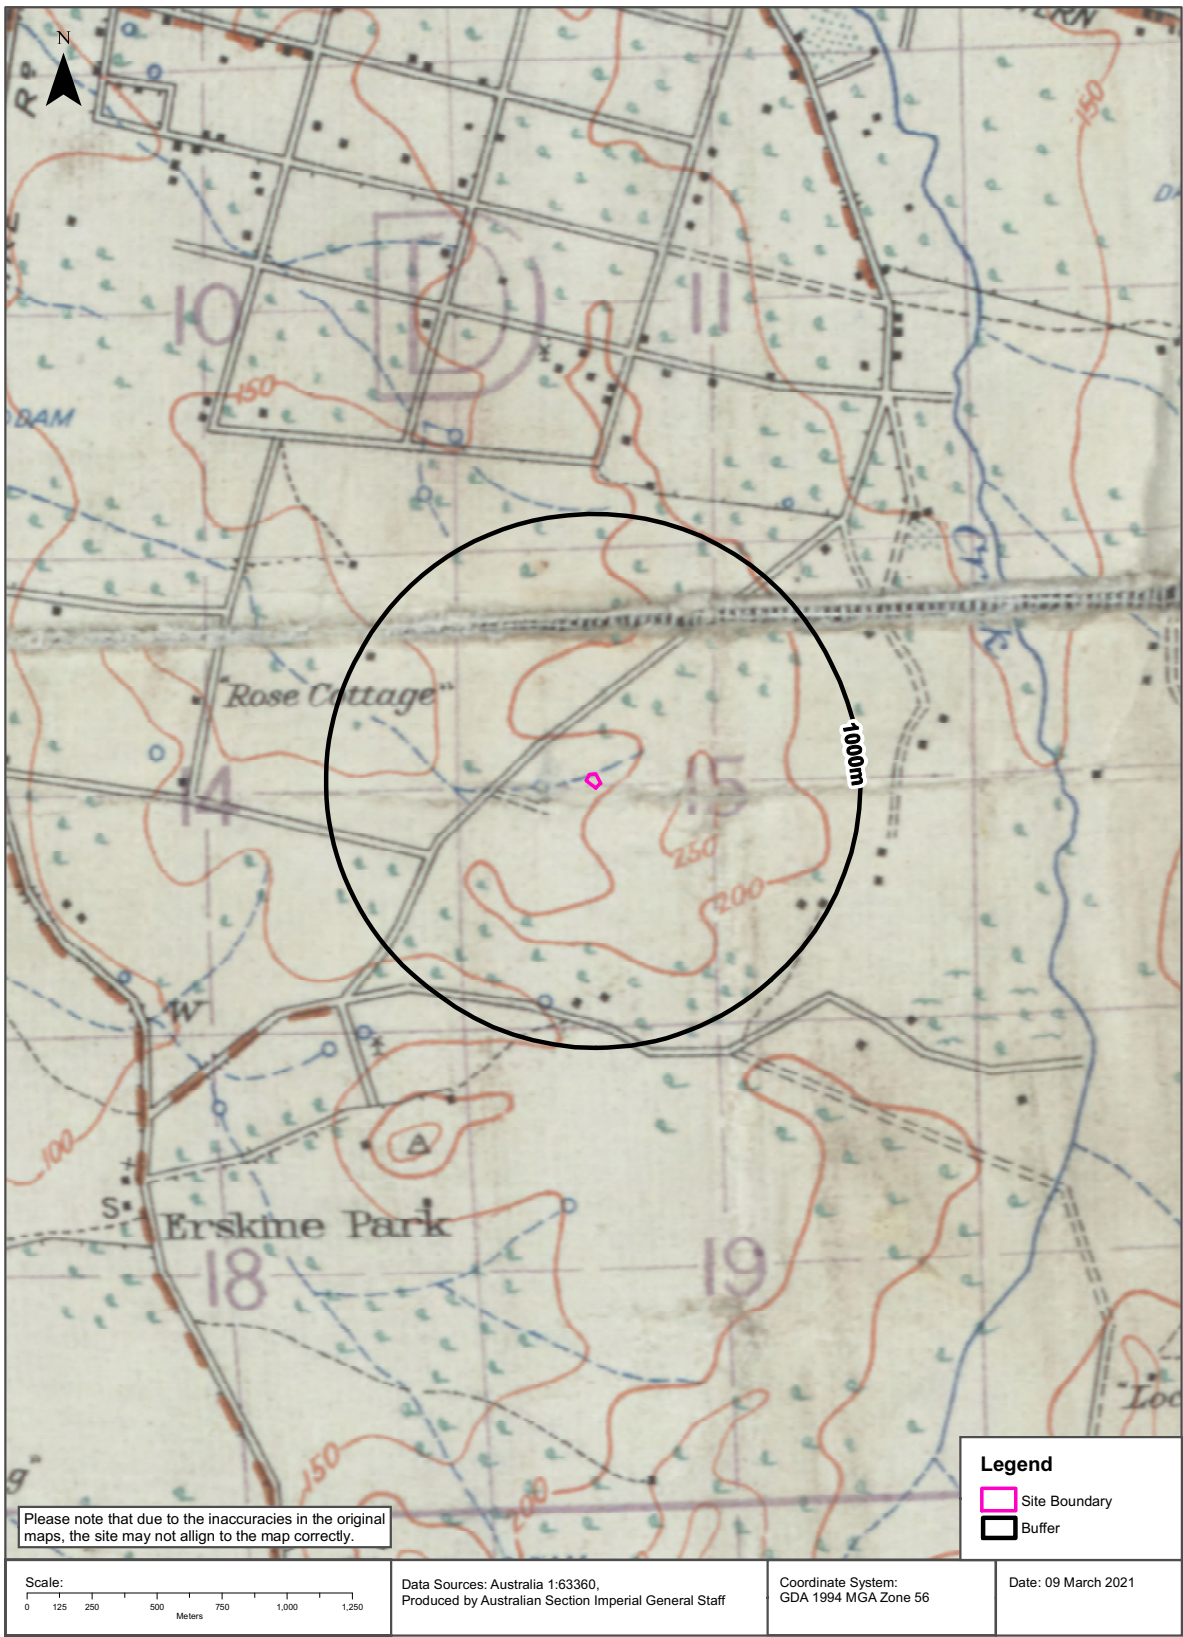 N
150
10
11
DAM
150
Cr
k
"Rose Cottage"
1000m
14
15
250
200
W
100
S
Erskine Park
18
19
150
200
"Loc
g"
Legend
Site Boundary
Buffer
Please note that due to the inaccuracies in the original
maps, the site may not allign to the map correctly.
Scale:
0 125 250 500 750 1,000 1,250
Meters
Data Sources: Australia 1:63360,
Produced by Australian Section Imperial General Staff
Coordinate System:
GDA 1994 MGA Zone 56
Date: 09 March 2021